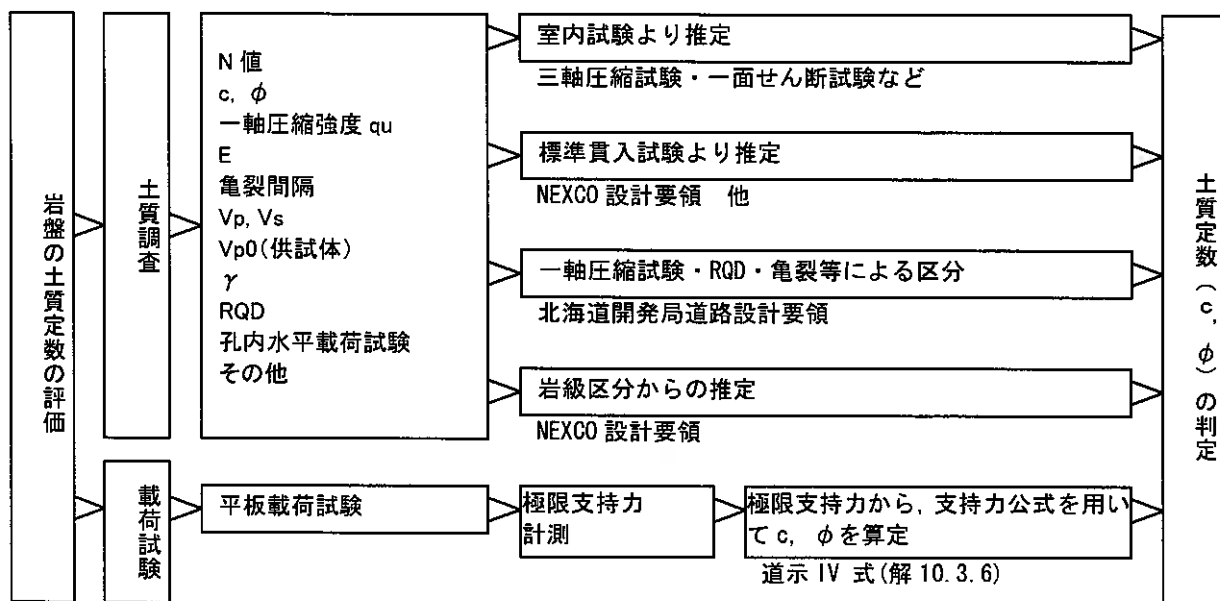 岩盤の土質定数の評価
土質調査
N値
c, φ
一軸圧縮強度 qu
E
亀裂間隔
Vp, Vs
Vp0(供試体)
γ
RQD
孔内水平載荷試験
その他
室内試験より推定
三軸圧縮試験・一面せん断試験など
標準貫入試験より推定
NEXCO 設計要領 他
一軸圧縮試験・RQD・亀裂等による区分
北海道開発局道路設計要領
岩級区分からの推定
NEXCO 設計要領
載荷試験
平板載荷試験
極限支持力
計測
極限支持力から, 支持力公式を用い
て c, φを算定
道示 IV 式(解 10.3.6)
土質定数(c, φ)の判定